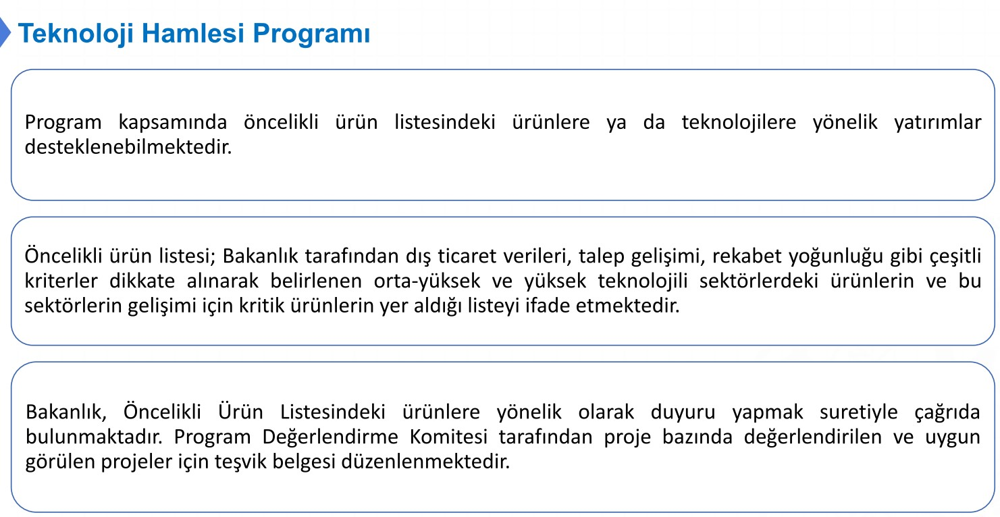 Teknoloji Hamlesi Programı
Program kapsamında öncelikli ürün listesindeki ürünlere ya da teknolojilere yönelik yatırımlar
desteklenebilmektedir.
Öncelikli ürün listesi; Bakanlık tarafından dış ticaret verileri, talep gelişimi, rekabet yoğunluğu gibi çeşitli
kriterler dikkate alınarak belirlenen orta-yüksek ve yüksek teknolojili sektörlerdeki ürünlerin ve bu
sektörlerin gelişimi için kritik ürünlerin yer aldığı listeyi ifade etmektedir.
Bakanlık, Öncelikli Ürün Listesindeki ürünlere yönelik olarak duyuru yapmak suretiyle çağrıda
bulunmaktadır. Program Değerlendirme Komitesi tarafından proje bazında değerlendirilen ve uygun
görülen projeler için teşvik belgesi düzenlenmektedir.